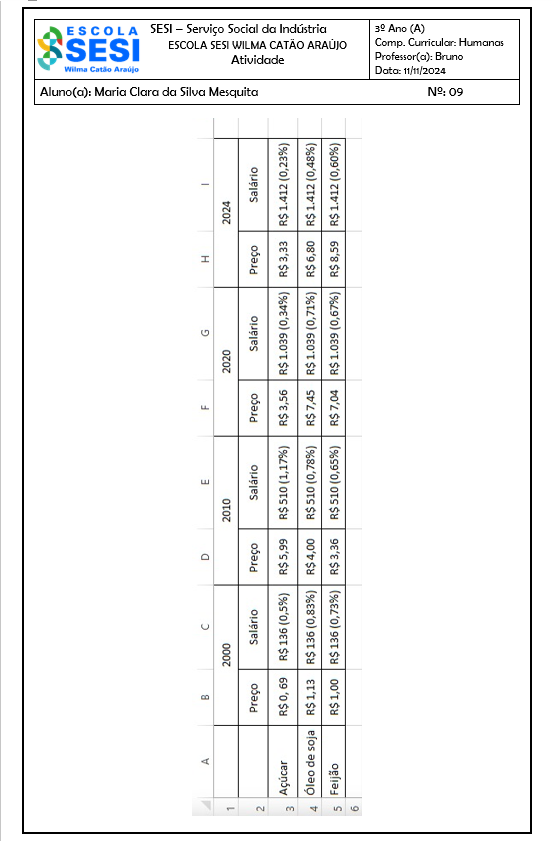 ESCOLA
SESI
Wilma Catão Araújo
SESI – Serviço Social da Indústria
ESCOLA SESI WILMA CATÃO ARAÚJO
Atividade
3º Ano (A)
Comp. Curricular: Humanas
Professor(a): Bruno
Data: 11/11/2024
Aluno(a): Maria Clara da Silva Mesquita Nº: 09
A B C D E F G H I
1 2000 2010 2020 2024
2 Preço Salário Preço Salário Preço Salário Preço Salário
3 Açúcar R$ 0, 69 R$ 136 (0,5%) R$ 5,99 R$ 510 (1,17%) R$ 3,56 R$ 1.039 (0,34%) R$ 3,33 R$ 1.412 (0,23%)
4 Óleo de soja R$ 1,13 R$ 136 (0,83%) R$ 4,00 R$ 510 (0,78%) R$ 7,45 R$ 1.039 (0,71%) R$ 6,80 R$ 1.412 (0,48%)
5 Feijão R$ 1,00 R$ 136 (0,73%) R$ 3,36 R$ 510 (0,65%) R$ 7,04 R$ 1.039 (0,67%) R$ 8,59 R$ 1.412 (0,60%)
6